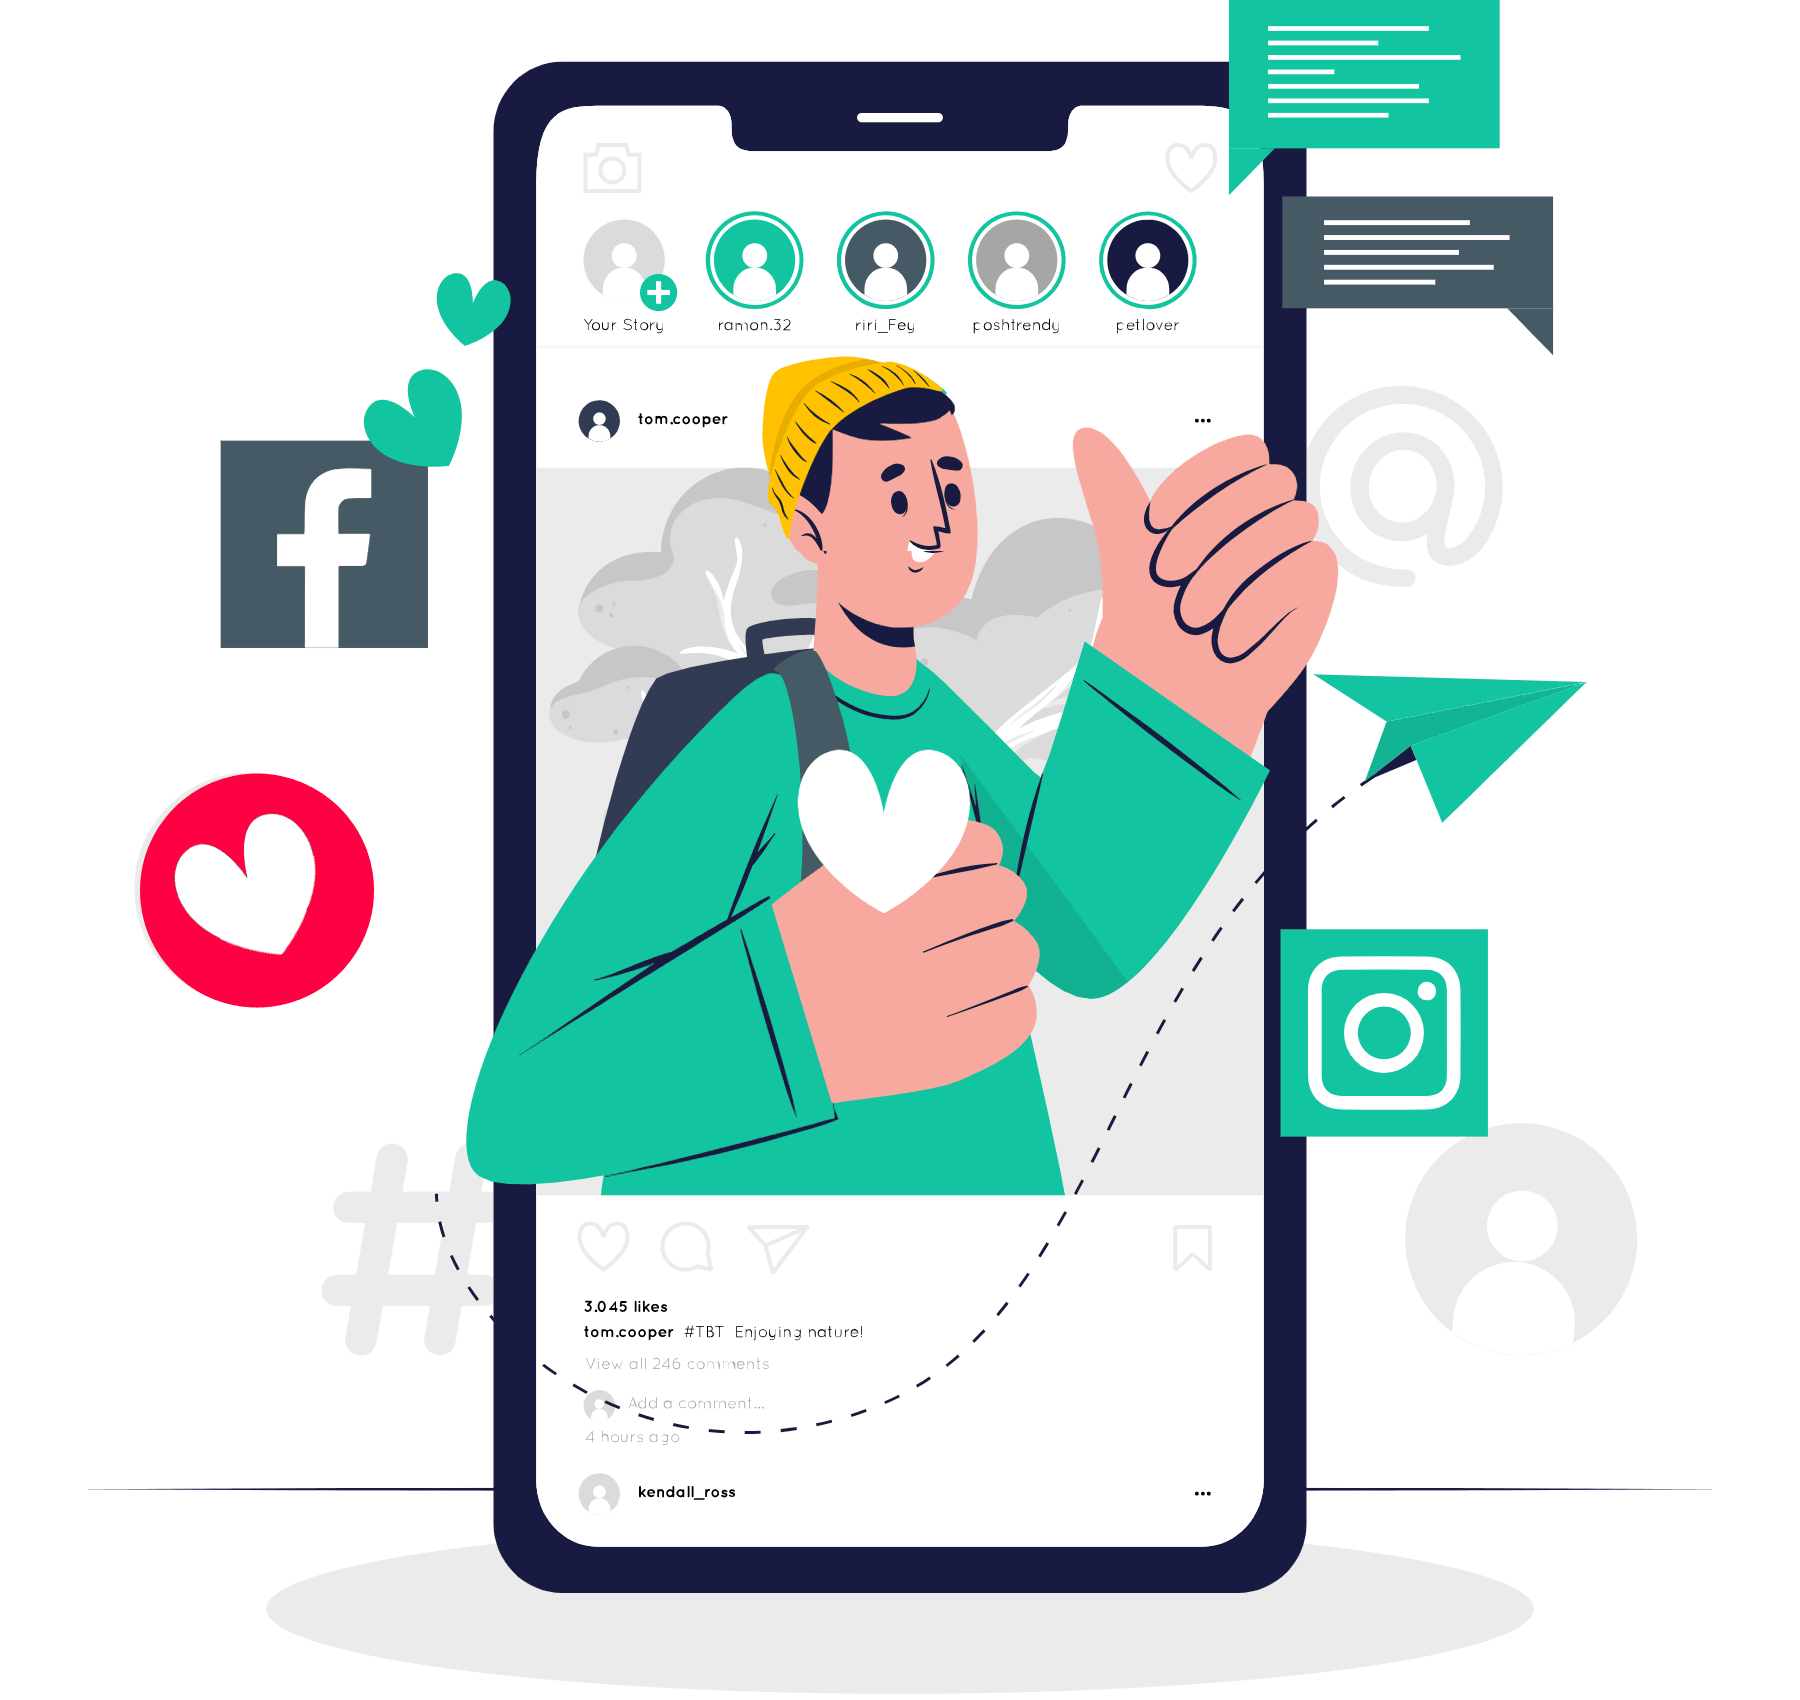 Your Story ramon.32 riri_Fey poshtrendy petlover
tom.cooper
3.045 likes
tom.cooper #TBT Enjoying nature!
View all 246 comments
Add a comment...
4 hours ago
kendall_ross